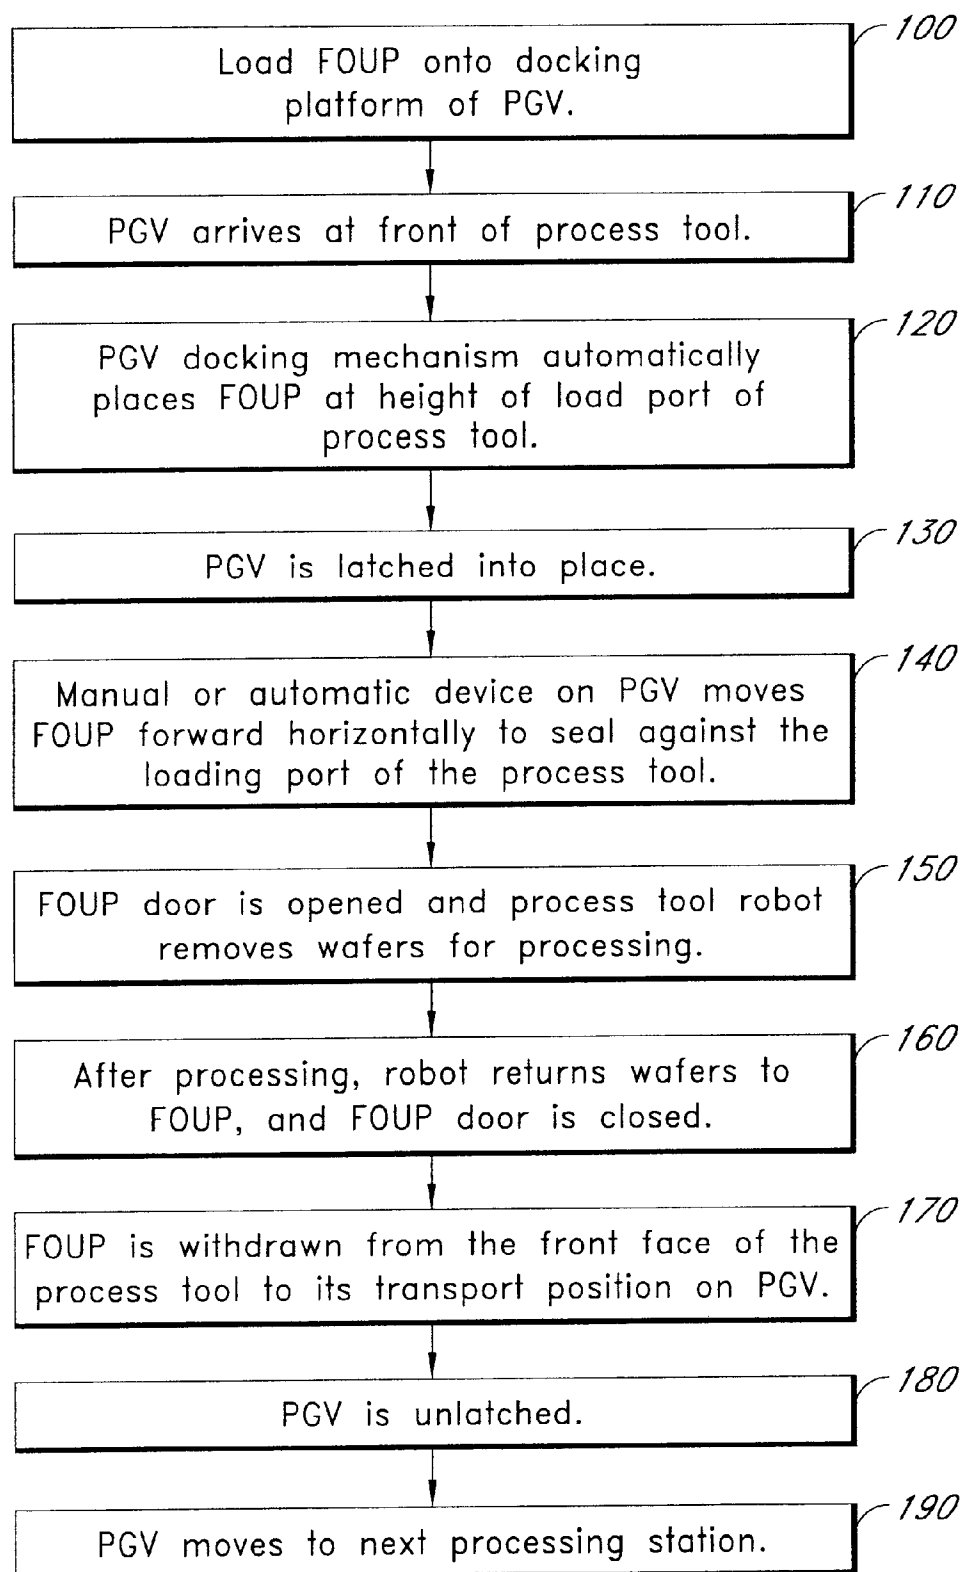 100
Load FOUP onto docking
platform of PGV.
110
PGV arrives at front of process tool.
120
PGV docking mechanism automatically
places FOUP at height of load port of
process tool.
130
PGV is latched into place.
140
Manual or automatic device on PGV moves
FOUP forward horizontally to seal against the
loading port of the process tool.
150
FOUP door is opened and process tool robot
removes wafers for processing.
160
After processing, robot returns wafers to
FOUP, and FOUP door is closed.
170
FOUP is withdrawn from the front face of the
process tool to its transport position on PGV.
180
PGV is unlatched.
190
PGV moves to next processing station.